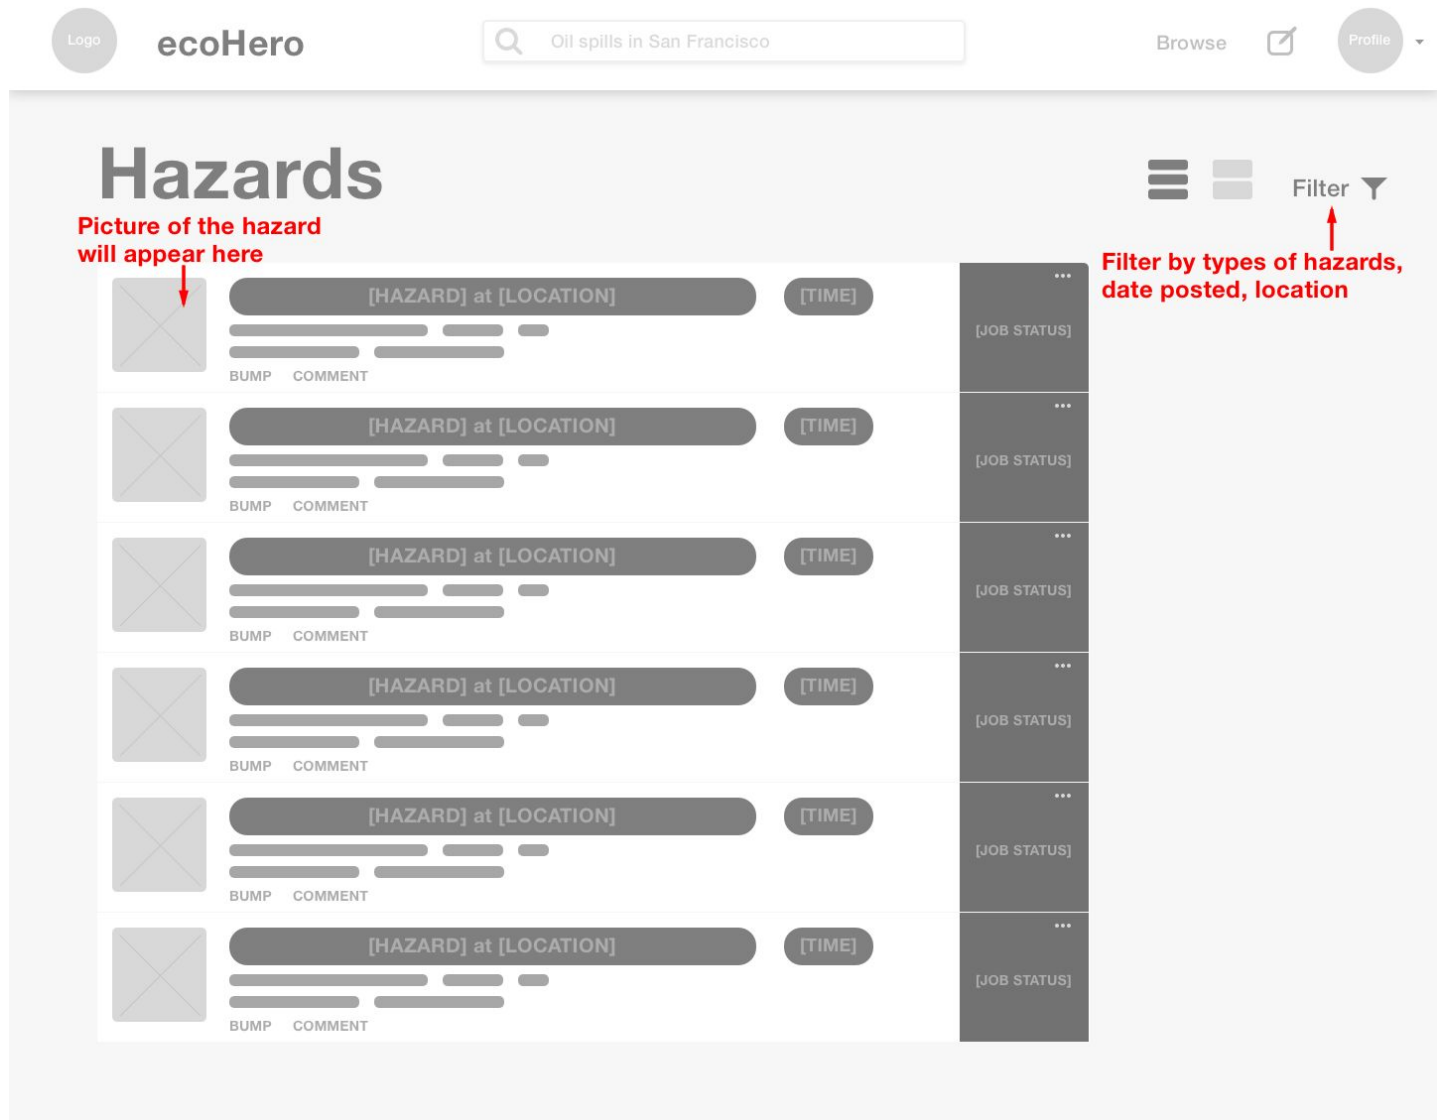 Logo
ecoHero
Oil spills in San Francisco
Browse
Profile
Hazards
Filter
Picture of the hazard
will appear here
Filter by types of hazards,
date posted, location
[HAZARD] at [LOCATION]
[TIME]
[JOB STATUS]
BUMP COMMENT
[HAZARD] at [LOCATION]
[TIME]
[JOB STATUS]
BUMP COMMENT
[HAZARD] at [LOCATION]
[TIME]
[JOB STATUS]
BUMP COMMENT
[HAZARD] at [LOCATION]
[TIME]
[JOB STATUS]
BUMP COMMENT
[HAZARD] at [LOCATION]
[TIME]
[JOB STATUS]
BUMP COMMENT
[HAZARD] at [LOCATION]
[TIME]
[JOB STATUS]
BUMP COMMENT